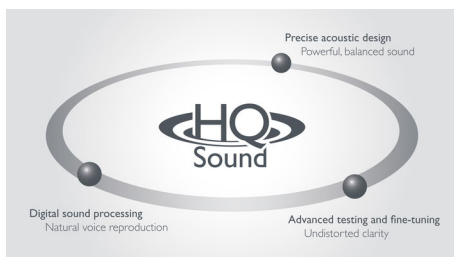 Precise acoustic design
Powerful, balanced sound
HQ
Sound
Digital sound processing
Natural voice reproduction
Advanced testing and fine-tuning
Undistorted clarity